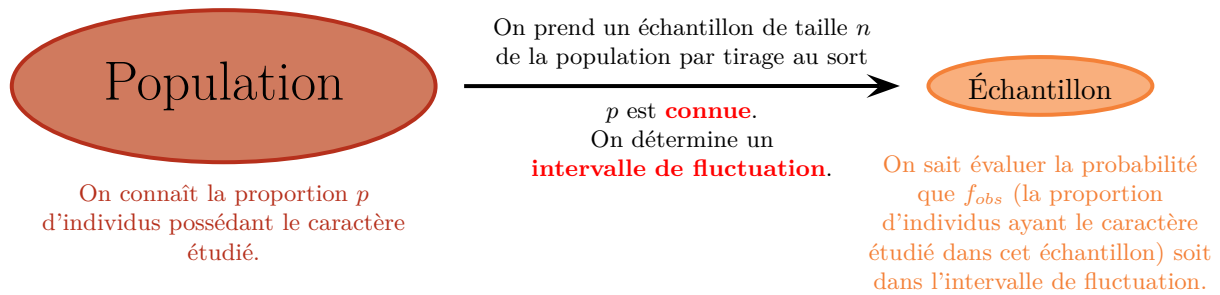 Population
On connaît la proportion p
d'individus possédant le caractère
étudié.
On prend un échantillon de taille n
de la population par tirage au sort
p est connue.
On détermine un
intervalle de fluctuation.
Échantillon
On sait évaluer la probabilité
que f_{obs} (la proportion
d'individus ayant le caractère
étudié dans cet échantillon) soit
dans l'intervalle de fluctuation.